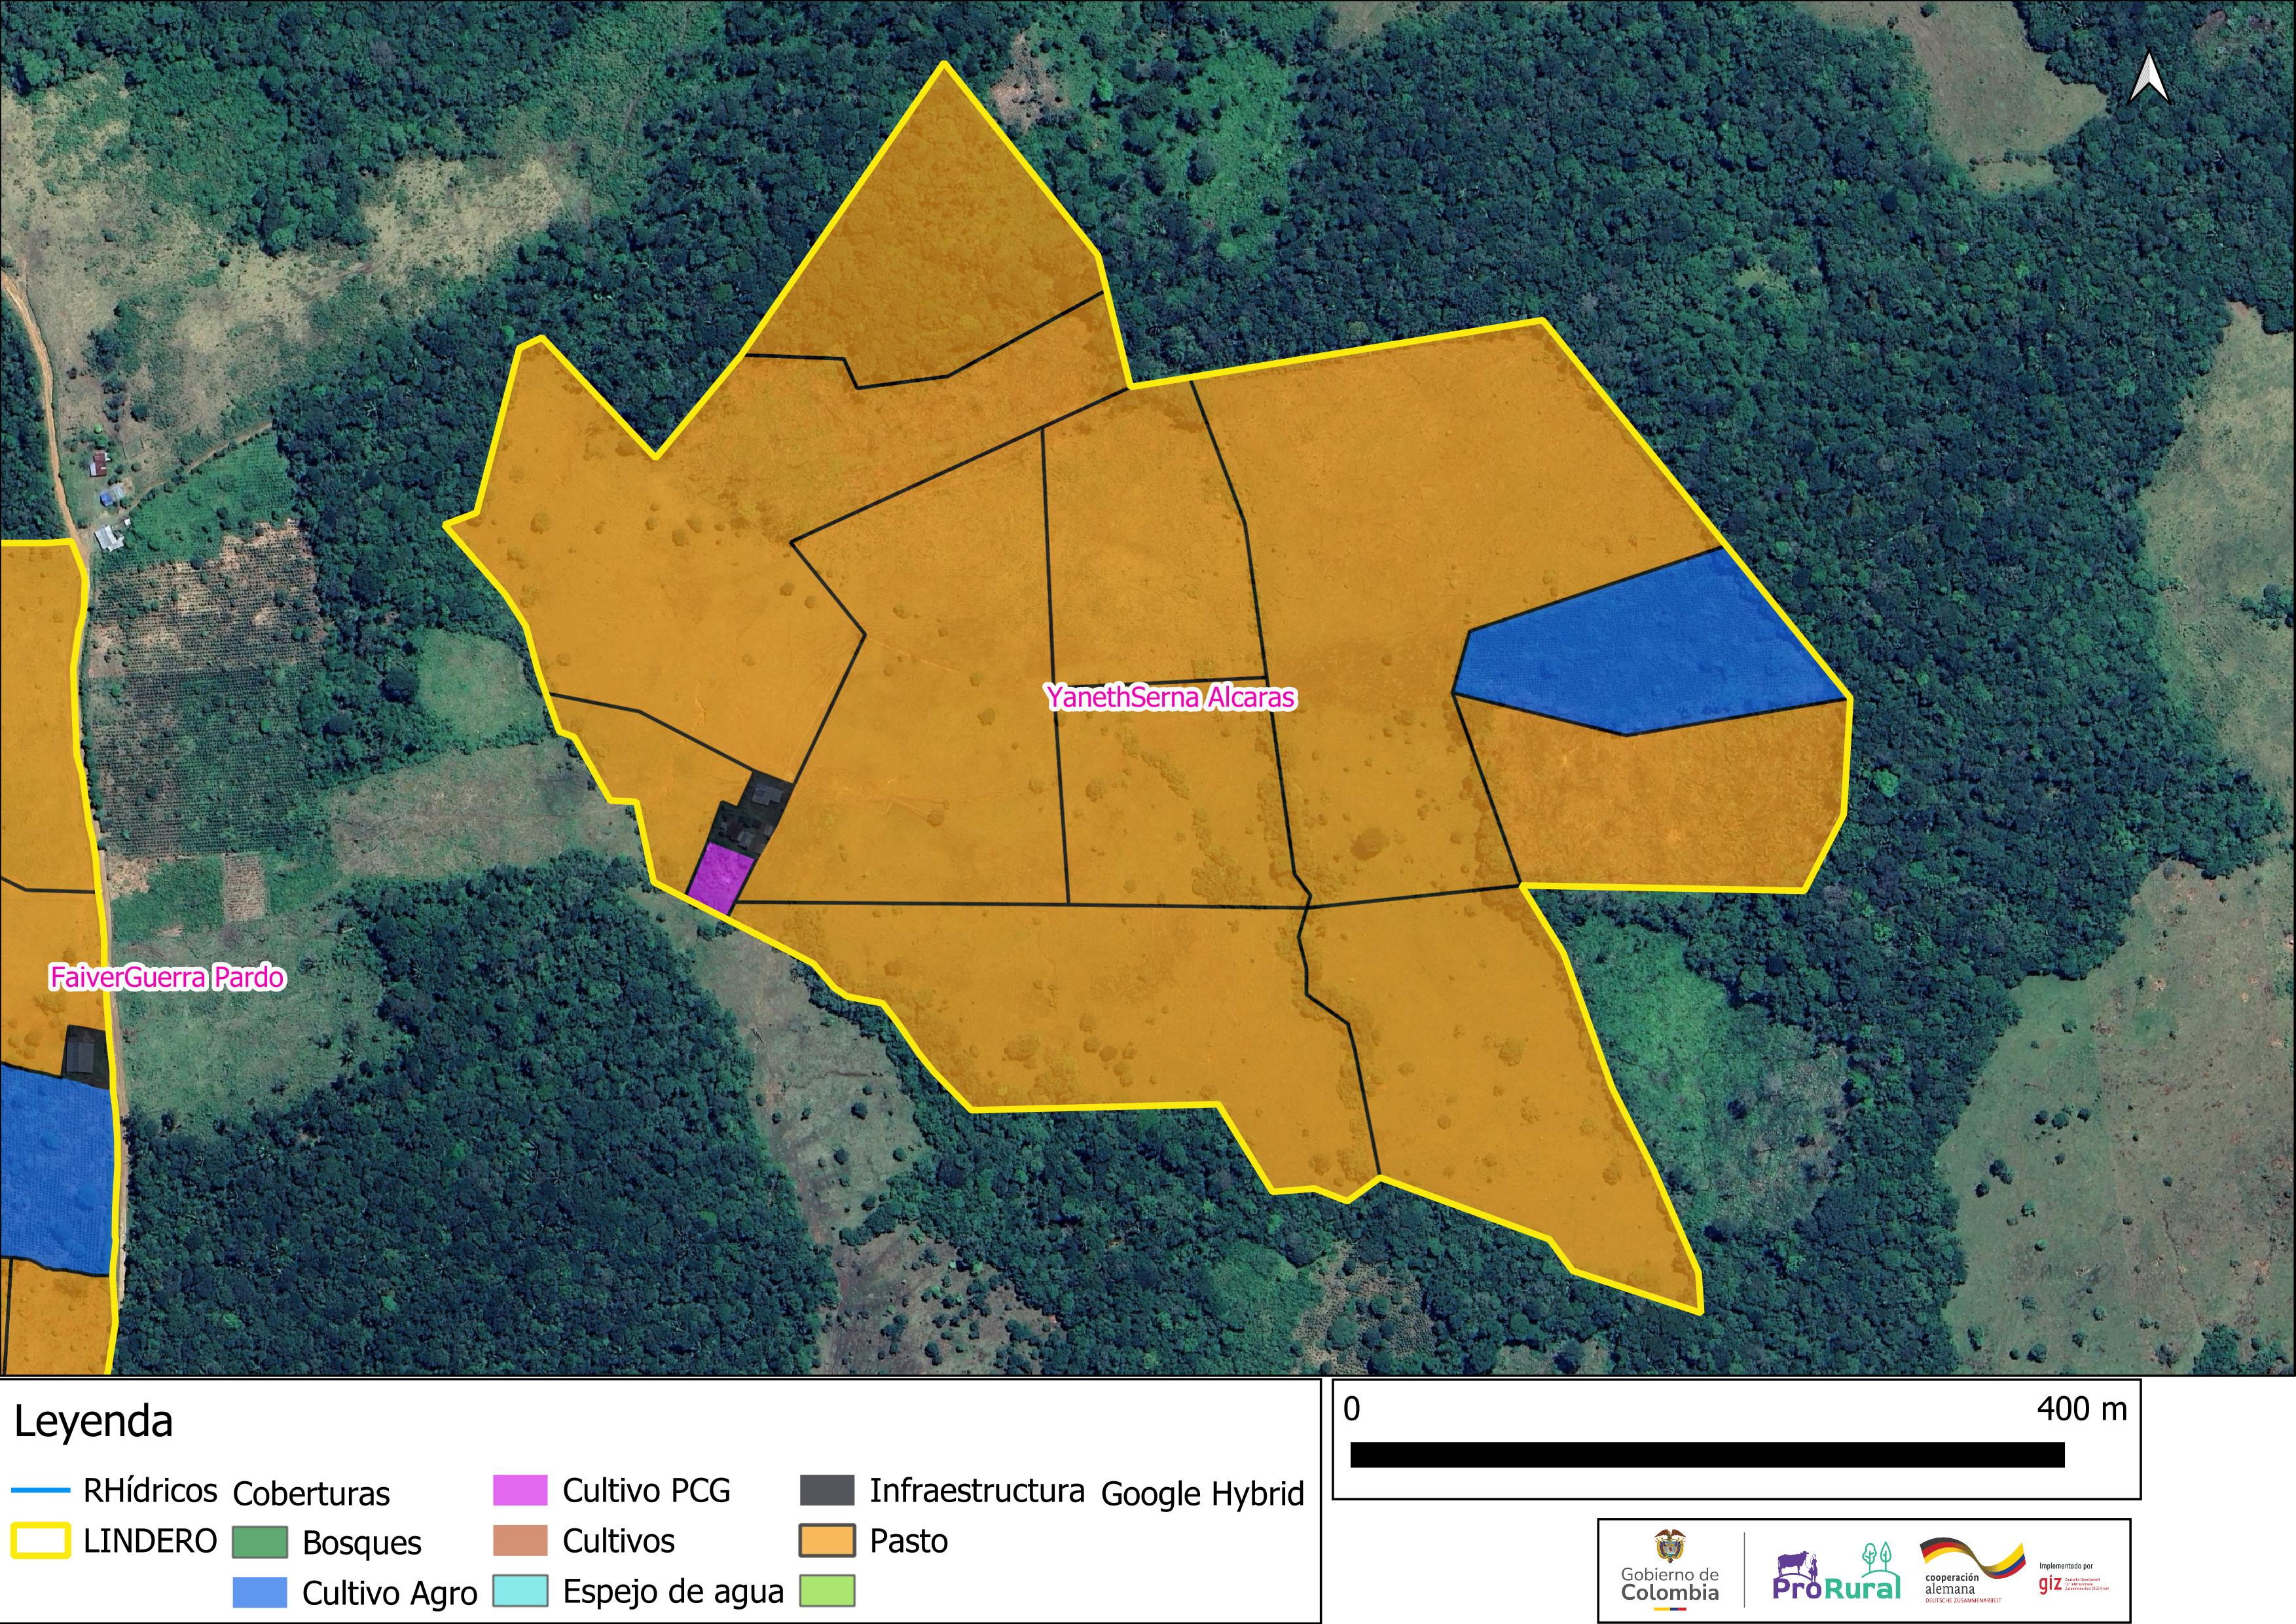 YanethSerna Alcaras
FaiverGuerra Pardo
Leyenda
RHídricos
LINDERO
Coberturas
Bosques
Cultivo Agro
Cultivo PCG
Cultivos
Espejo de agua
Infraestructura
Pasto
Google Hybrid
0 400 m
Gobierno de
Colombia
ProRural
cooperación
alemana
DEUTSCHE ZUSAMMENARBEIT
Implementado por
giz